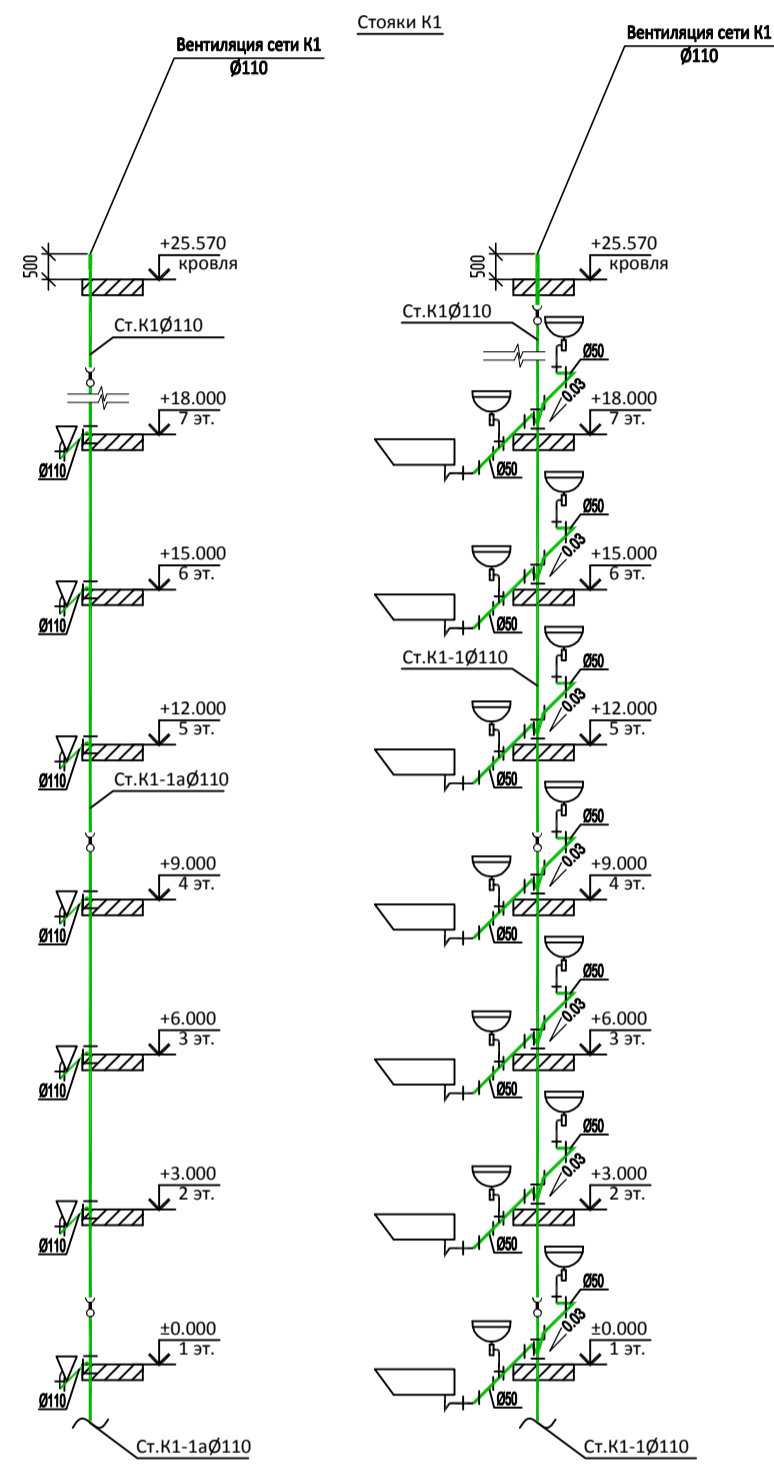 Стояки К1
Вентиляция сети К1
Ø110
+25.570
кровля
500
Ст.К1Ø110
+18.000
7 эт.
Ø110
+15.000
6 эт.
Ø110
+12.000
5 эт.
Ø110
Ст.К1-1аØ110
+9.000
4 эт.
Ø110
+6.000
3 эт.
Ø110
+3.000
2 эт.
Ø110
±0.000
1 эт.
Ø110
Ст.К1-1аØ110
Вентиляция сети К1
Ø110
+25.570
кровля
500
Ст.К1Ø110
Ø50
0.03
+18.000
7 эт.
Ø50
Ø50
0.03
+15.000
6 эт.
Ø50
Ст.К1-1Ø110
Ø50
0.03
+12.000
5 эт.
Ø50
Ø50
0.03
+9.000
4 эт.
Ø50
Ø50
0.03
+6.000
3 эт.
Ø50
Ø50
0.03
+3.000
2 эт.
Ø50
Ø50
0.03
±0.000
1 эт.
Ø50
Ст.К1-1Ø110